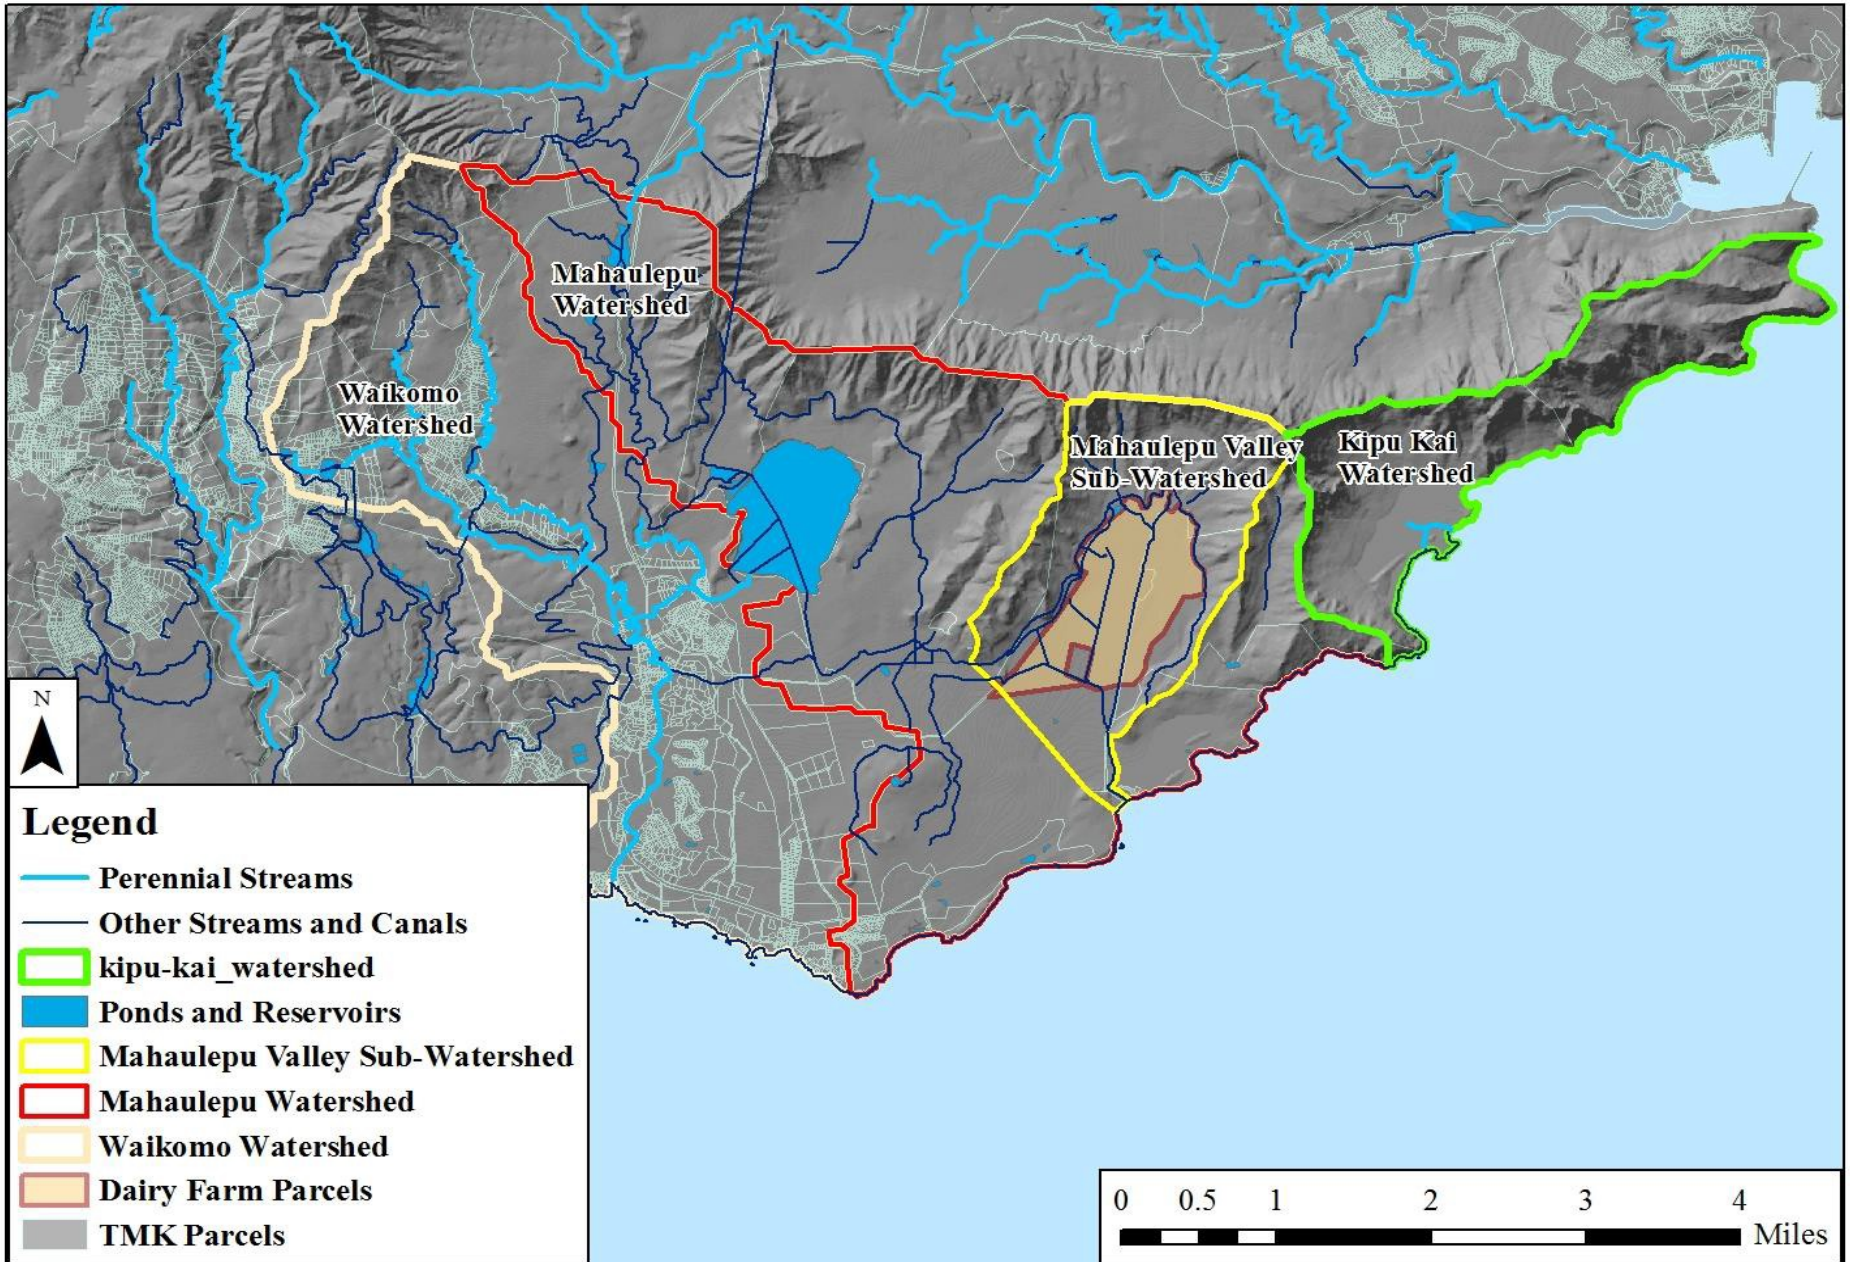 Mahaulepu
Watershed
Waikomo
Watershed
Mahaulepu Valley
Sub-Watershed
Kipu Kai
Watershed
N
Legend
Perennial Streams
Other Streams and Canals
kipu-kai_watershed
Ponds and Reservoirs
Mahaulepu Valley Sub-Watershed
Mahaulepu Watershed
Waikomo Watershed
Dairy Farm Parcels
TMK Parcels
0 0.5 1 2 3 4
Miles